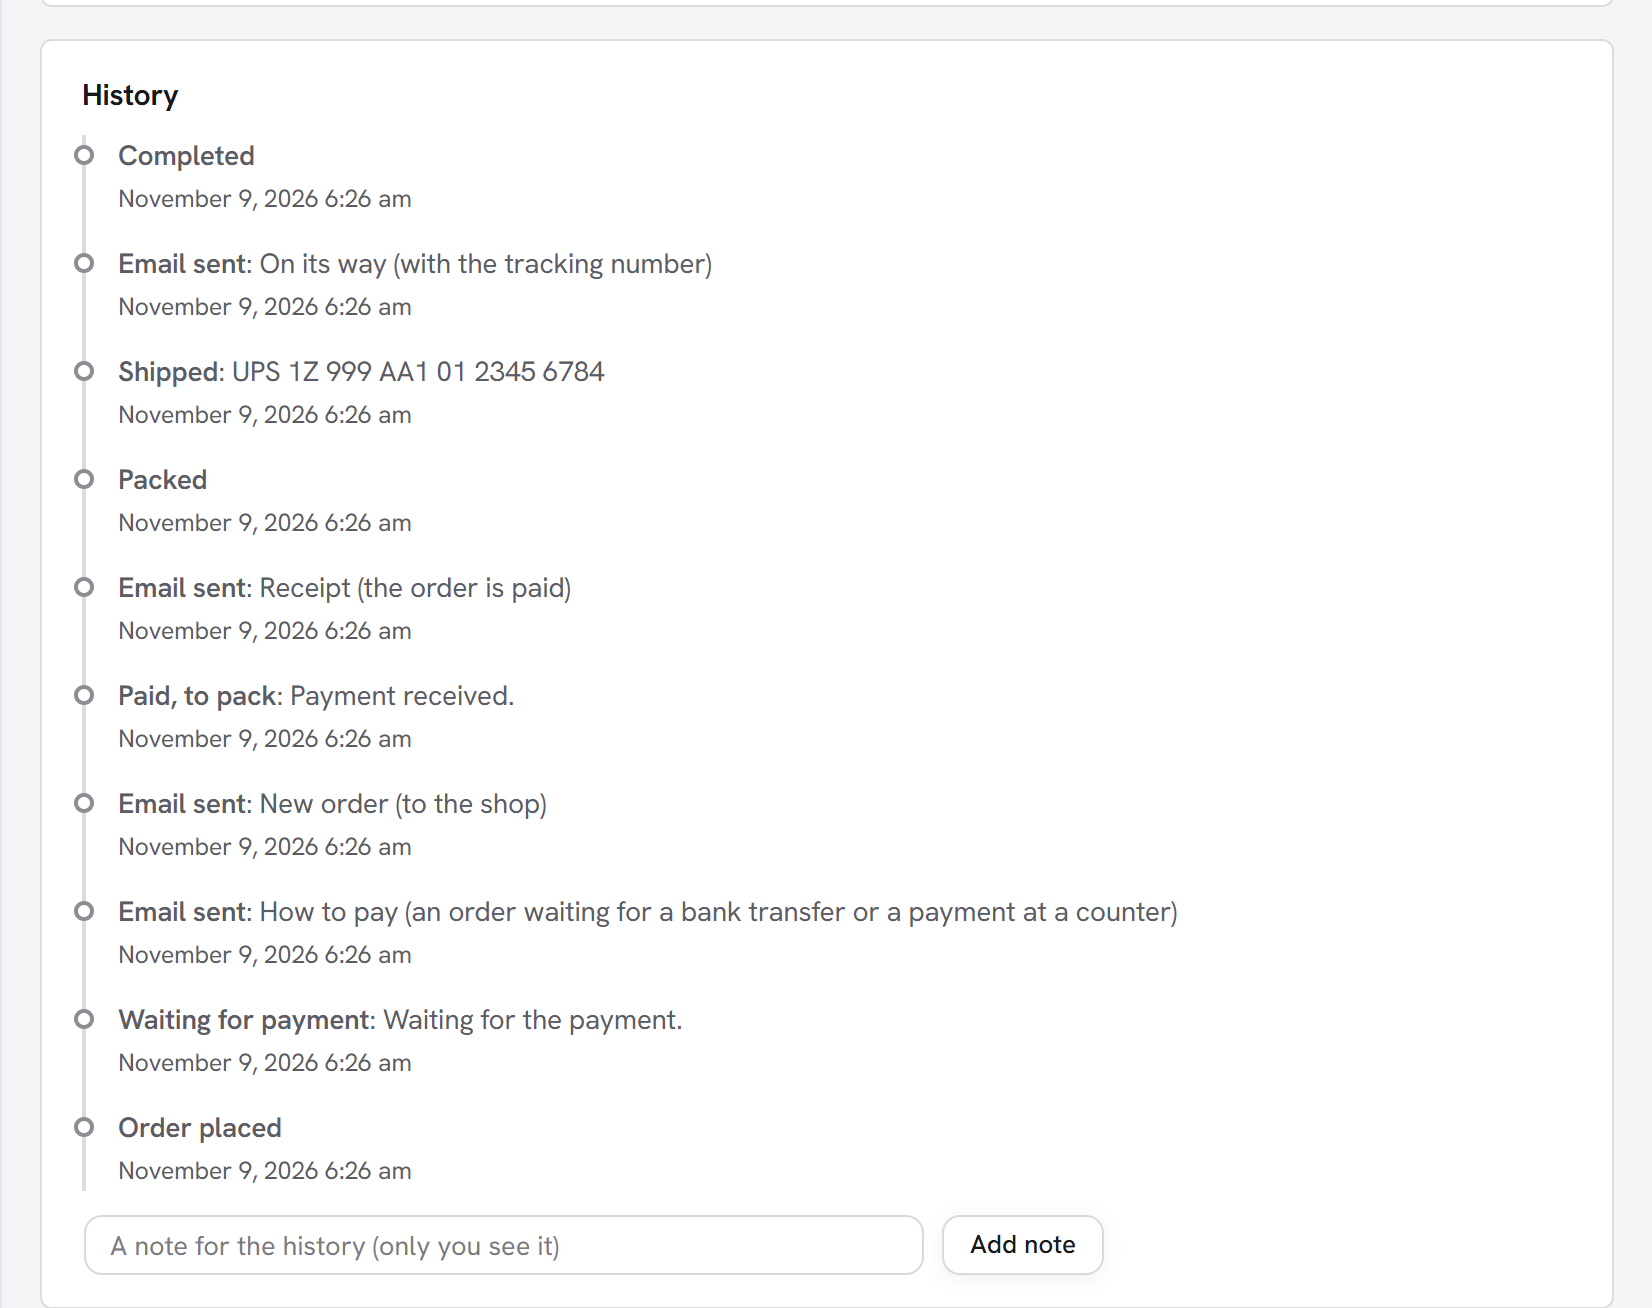 History
Completed
November 9, 2026 6:26 am
Email sent: On its way (with the tracking number)
November 9, 2026 6:26 am
Shipped: UPS 1Z 999 AA1 01 2345 6784
November 9, 2026 6:26 am
Packed
November 9, 2026 6:26 am
Email sent: Receipt (the order is paid)
November 9, 2026 6:26 am
Paid, to pack: Payment received.
November 9, 2026 6:26 am
Email sent: New order (to the shop)
November 9, 2026 6:26 am
Email sent: How to pay (an order waiting for a bank transfer or a payment at a counter)
November 9, 2026 6:26 am
Waiting for payment: Waiting for the payment.
November 9, 2026 6:26 am
Order placed
November 9, 2026 6:26 am
A note for the history (only you see it)
Add note